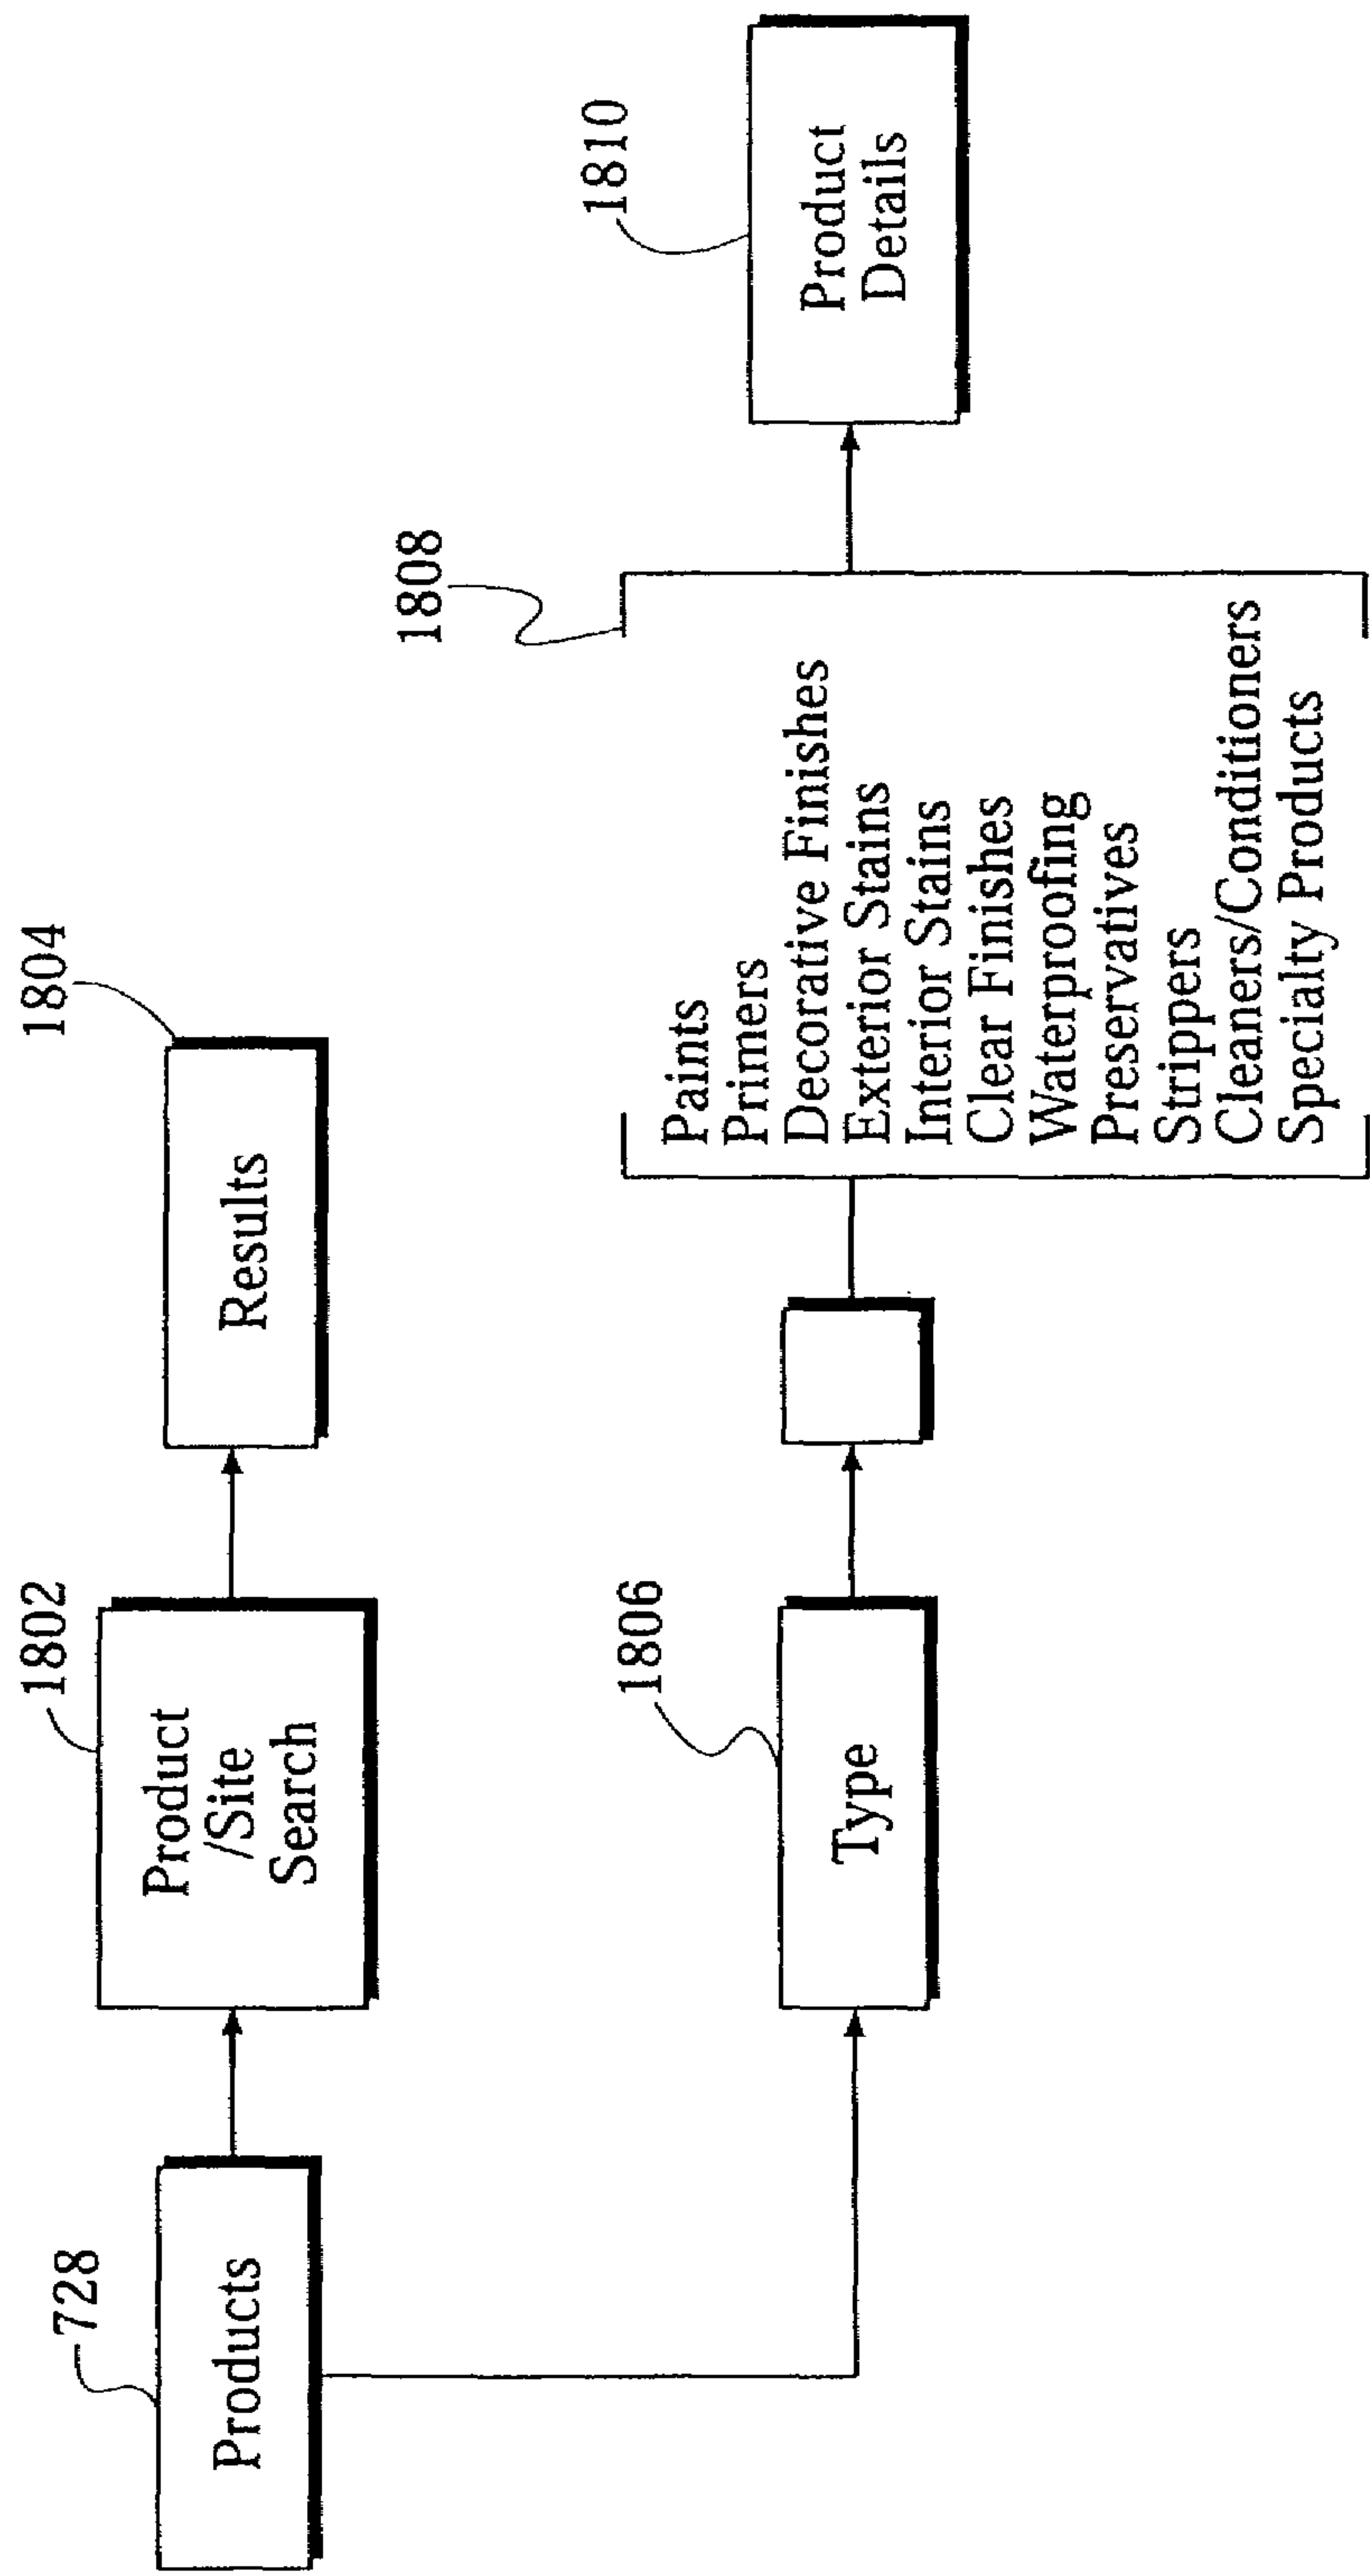 728
Products
1802
Product
/Site
Search
1804
Results
1806
Type
1808
Paints
Primers
Decorative Finishes
Exterior Stains
Interior Stains
Clear Finishes
Waterproofing
Preservatives
Strippers
Cleaners/Conditioners
Specialty Products
1810
Product
Details